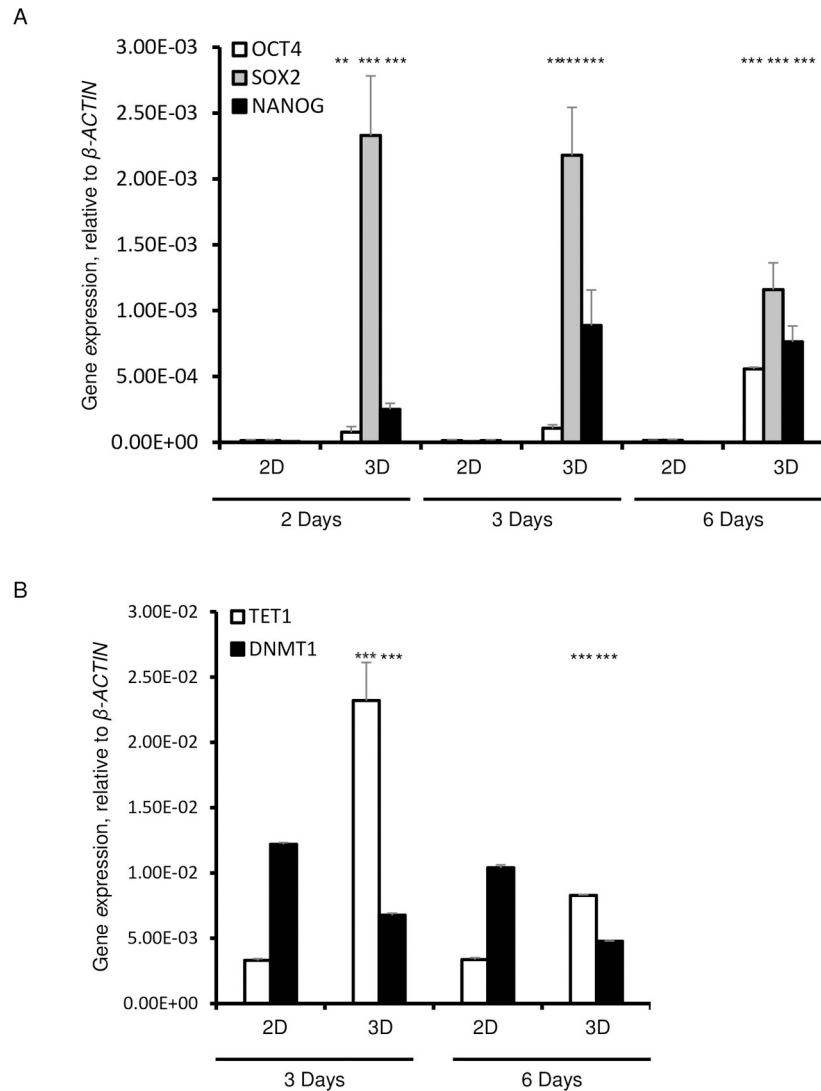 A
Gene expression, relative to β-ACTIN
3.00E-03
2.50E-03
2.00E-03
1.50E-03
1.00E-03
5.00E-04
0.00E+00
OCT4
SOX2
NANOG
** *** *** ***** *** *** *** ***
2D 3D 2D 3D 2D 3D
2 Days 3 Days 6 Days
B
Gene expression, relative to β-ACTIN
3.00E-02
2.50E-02
2.00E-02
1.50E-02
1.00E-02
5.00E-03
0.00E+00
TET1
DNMT1
*** *** *** ***
2D 3D 2D 3D
3 Days 6 Days